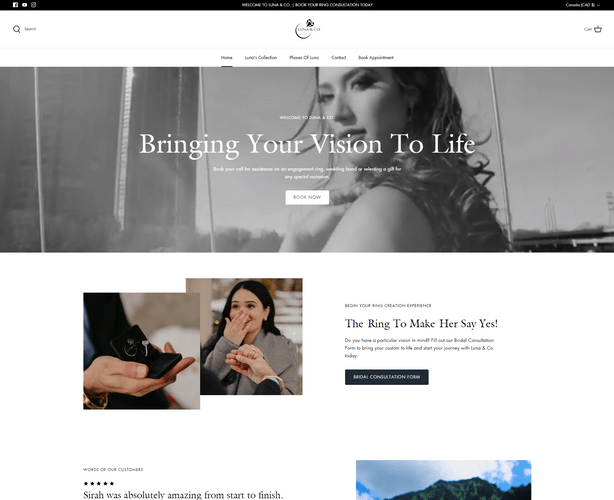 WELCOME TO LUNA & CO. | BOOK YOUR RING CONSULTATION TODAY
Canada (CAD $)
Search
LUNA & CO
Cart
Home
Luna's Collection
Phases Of Luna
Contact
Book Appointment
WELCOME TO LUNA & CO.
Bringing Your Vision To Life
Book your call for assistance on an engagement ring, wedding band or selecting a gift for
any special occasion.
BOOK NOW
BEGIN YOUR RING CREATION EXPERIENCE
The Ring To Make Her Say Yes!
Do you have a particular vision in mind? Fill out our Bridal Consultation
Form to bring your custom to life and start your journey with Luna & Co
today.
BRIDAL CONSULTATION FORM
WORDS OF OUR CUSTOMERS
Sirah was absolutely amazing from start to finish.